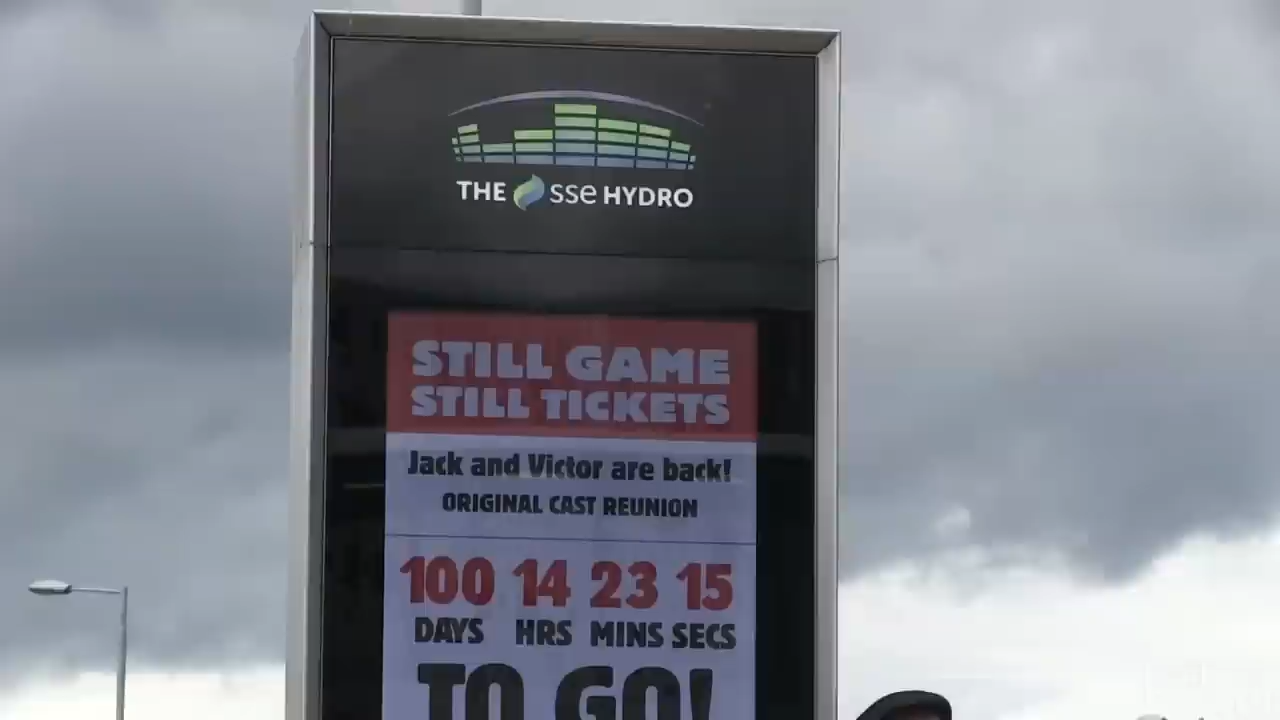 THE sse HYDRO
STILL GAME
STILL TICKETS
Jack and Victor are back!
ORIGINAL CAST REUNION
100 14 23 15
DAYS HRS MINS SECS
TO GO!